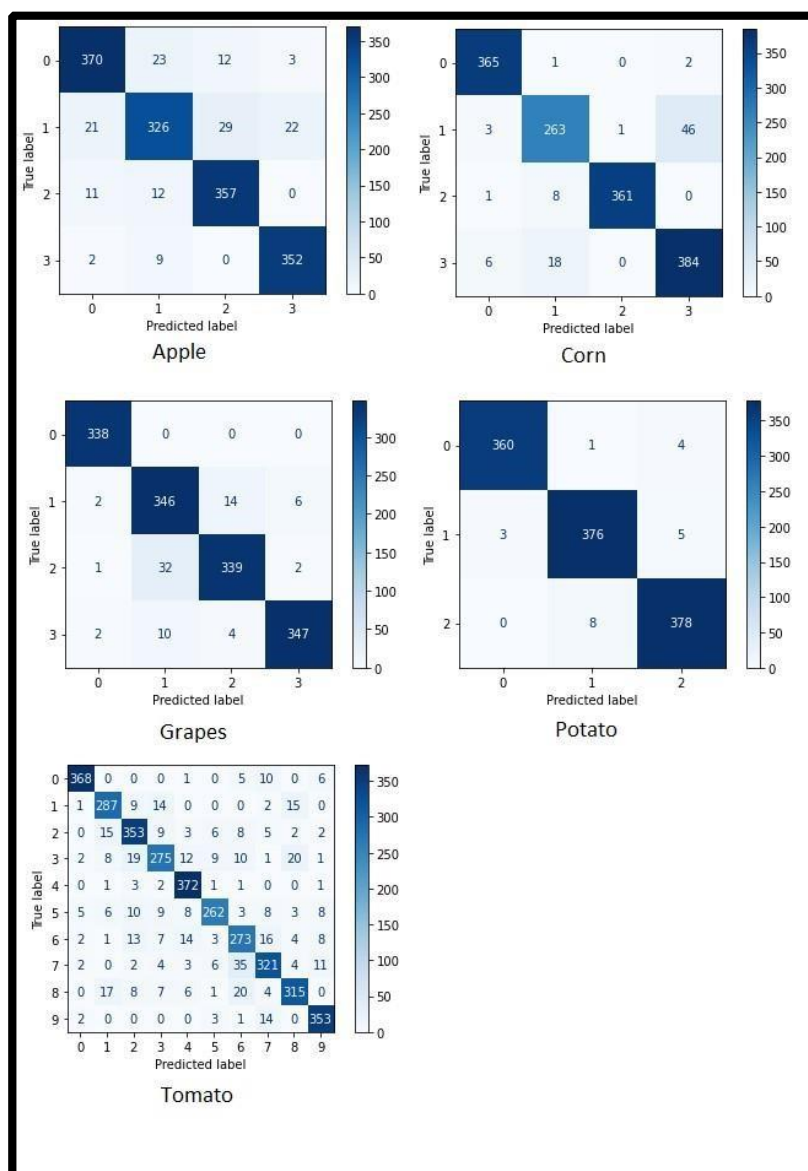 0 370 23 12 3
1 21 326 29 22
2 11 12 357 0
3 2 9 0 352
0 1 2 3
Predicted label
True label
350
300
250
200
150
100
50
0
Apple
0 365 1 0 2
1 3 263 1 46
2 1 8 361 0
3 6 18 0 384
0 1 2 3
Predicted label
True label
350
300
250
200
150
100
50
0
Corn
0 338 0 0 0
1 2 346 14 6
2 1 32 339 2
3 2 10 4 347
0 1 2 3
Predicted label
True label
300
250
200
150
100
50
0
Grapes
0 360 1 4
1 3 376 5
2 0 8 378
0 1 2
Predicted label
True label
350
300
250
200
150
100
50
0
Potato
0 368 0 0 0 1 0 5 10 0 6
1 1 287 9 14 0 0 0 2 15 0
2 0 15 353 9 3 6 8 5 2 2
3 2 8 19 275 12 9 10 1 20 1
4 0 1 3 2 372 1 1 0 0 1
5 5 6 10 9 8 262 3 8 3 8
6 2 1 13 7 14 3 273 16 4 8
7 2 0 2 4 3 6 35 321 4 11
8 0 17 8 7 6 1 20 4 315 0
9 2 0 0 0 0 3 1 14 0 353
0 1 2 3 4 5 6 7 8 9
Predicted label
True label
350
300
250
200
150
100
50
0
Tomato